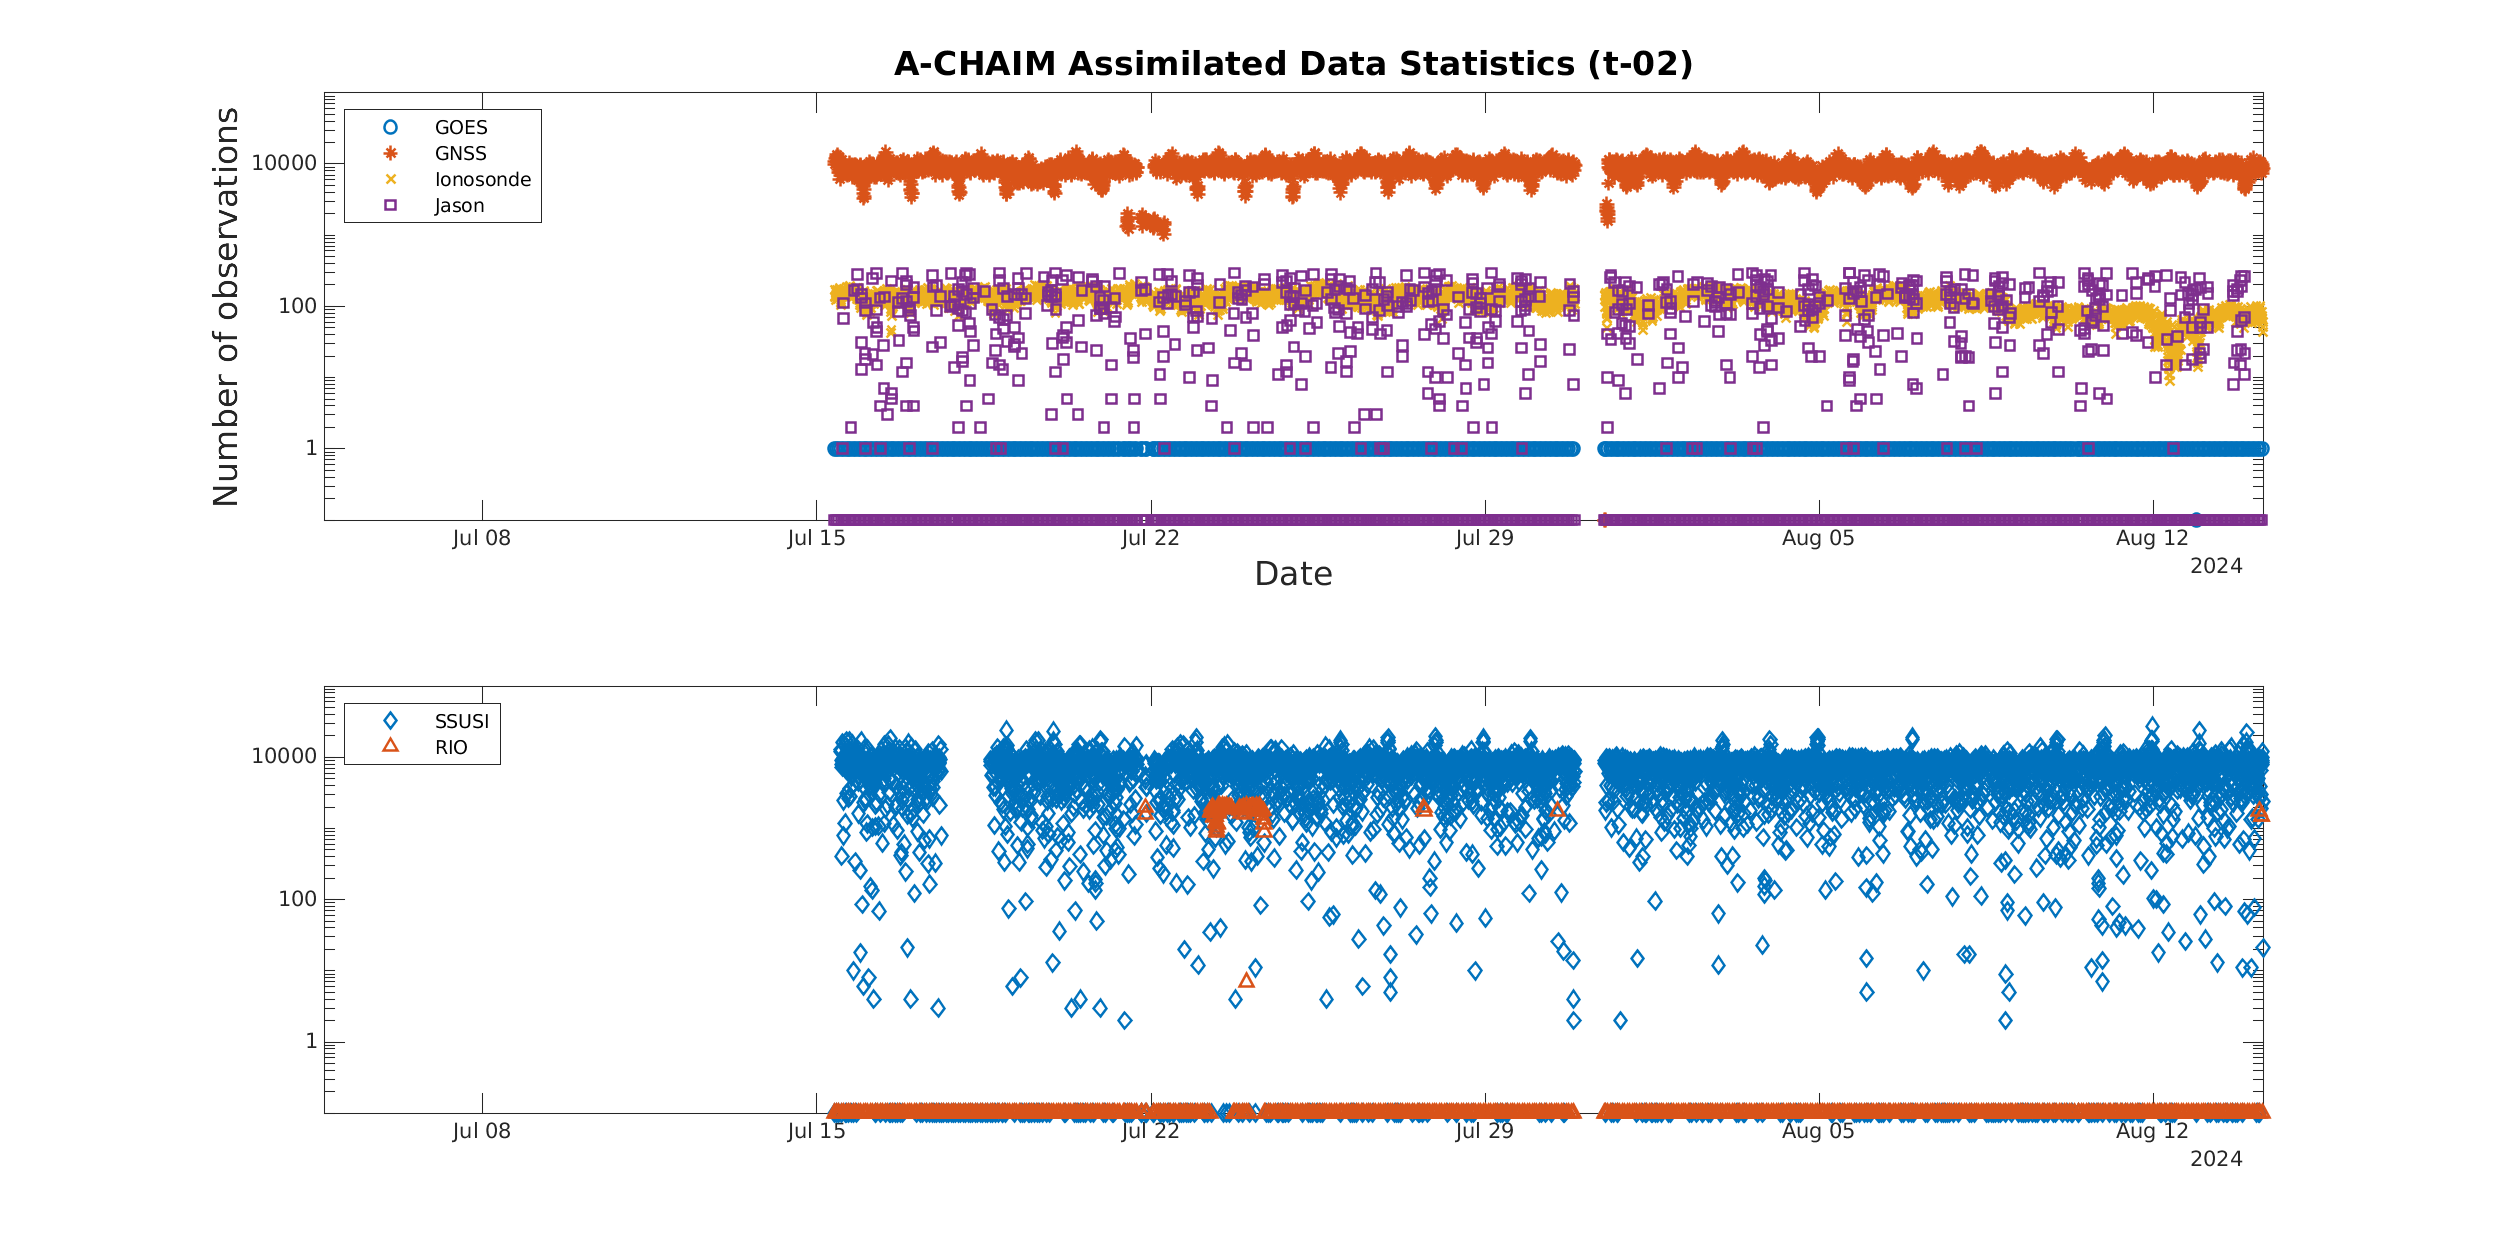 A-CHAIM Assimilated Data Statistics (t-02)
Number of observations
10000
100
1
GOES
GNSS
Ionosonde
Jason
Jul 08
Jul 15
Jul 22
Jul 29
Aug 05
Aug 12
2024
Date
10000
100
1
SSUSI
RIO
Jul 08
Jul 15
Jul 22
Jul 29
Aug 05
Aug 12
2024